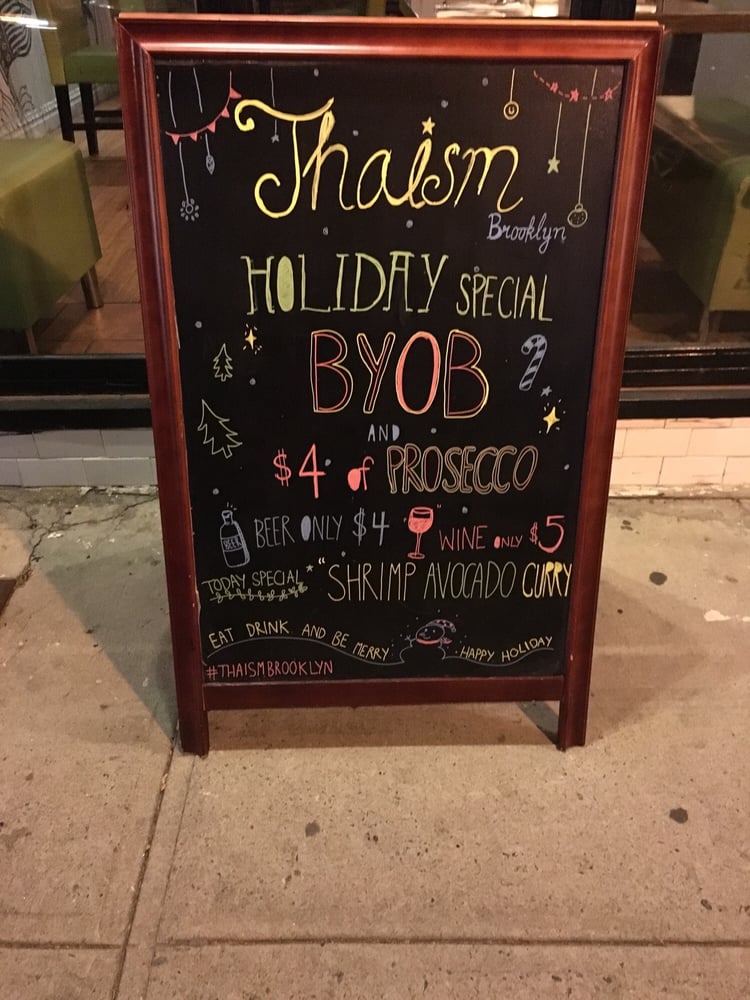 Thaism
Brooklyn
HOLIDAY SPECIAL
BYOB
AND
$4 of PROSECCO
BEER
BEER ONLY $4 WINE ONLY $5
TODAY SPECIAL * "SHRIMP AVOCADO CURRY
EAT DRINK AND BE MERRY HAPPY HOLIDAY
#THAISMBROOKLYN